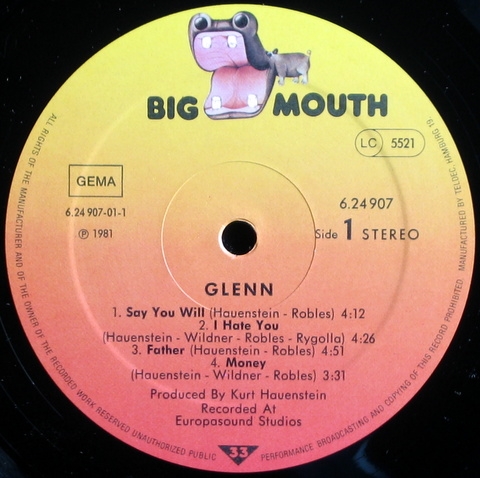 BIG MOUTH
LC 5521
GEMA
6.24 907-01-1
℗ 1981
6.24 907
Side 1 STEREO
GLENN
1. Say You Will (Hauenstein - Robles) 4:12
2. I Hate You
(Hauenstein - Wildner - Robles - Rygolla) 4:26
3. Father (Hauenstein - Robles) 4:51
4. Money
(Hauenstein - Wildner - Robles) 3:31
Produced By Kurt Hauenstein
Recorded At
Europasound Studios
33
ALL RIGHTS OF THE MANUFACTURER AND OF THE OWNER OF THE RECORDED WORK RESERVED UNAUTHORIZED PUBLIC PERFORMANCE BROADCASTING AND COPYING OF THIS RECORD PROHIBITED MANUFACTURED BY TELDEC HAMBURG 19